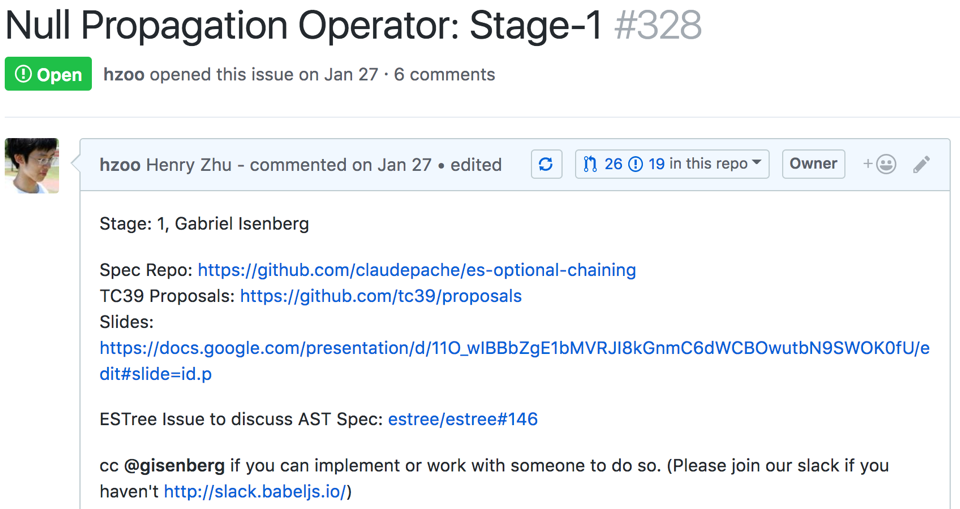 Null Propagation Operator: Stage-1 #328
Open hzoo opened this issue on Jan 27 · 6 comments
hzoo Henry Zhu - commented on Jan 27 • edited 26 19 in this repo Owner +
Stage: 1, Gabriel Isenberg
Spec Repo: https://github.com/claudepache/es-optional-chaining
TC39 Proposals: https://github.com/tc39/proposals
Slides:
https://docs.google.com/presentation/d/11O_wIBBbZgE1bMVRJI8kGnmC6dWCBOwutbN9SWOK0fU/e
dit#slide=id.p
ESTree Issue to discuss AST Spec: estree/estree#146
cc @gisenberg if you can implement or work with someone to do so. (Please join our slack if you
haven't http://slack.babeljs.io/)